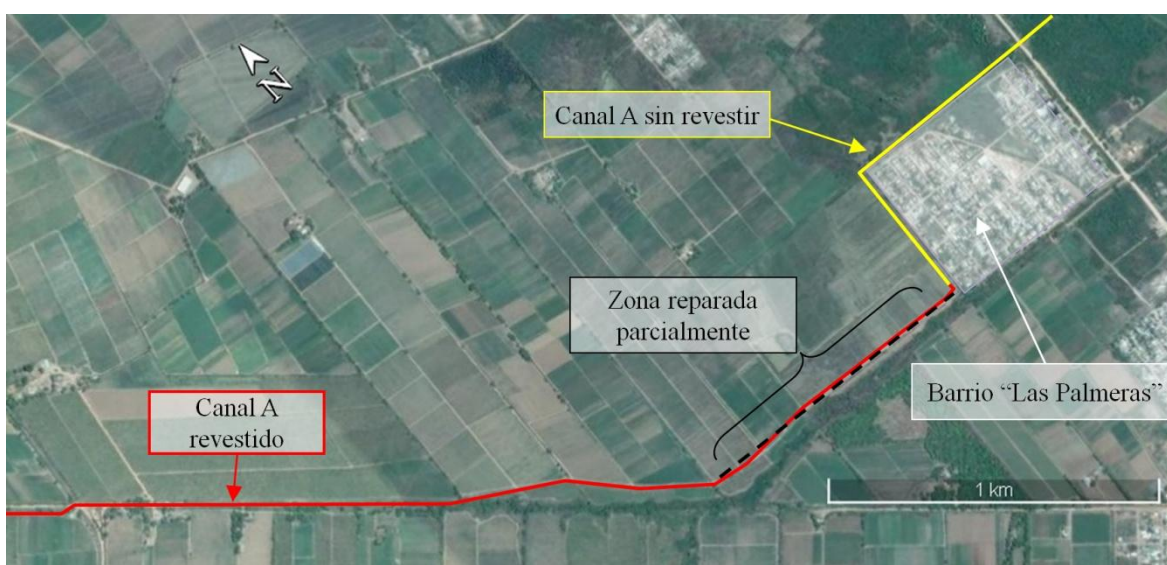 N
Canal A sin revestir
Zona reparada
parcialmente
Barrio “Las Palmeras”
Canal A
revestido
1 km